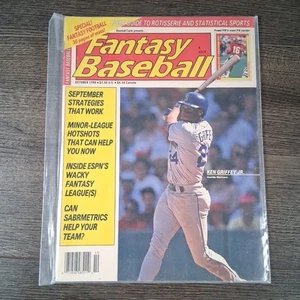 SPECIAL!
FANTASY FOOTBALL
GUIDE TO ROTISSERIE AND STATISTICAL SPORTS
Fantasy
Baseball
16
SEPTEMBER
STRATEGIES
THAT WORK
MINOR-LEAGUE
HOTSHOTS
THAT CAN HELP
YOU NOW
INSIDE ESPN'S
WACKY
FANTASY
LEAGUE(S)
CAN
SABRMETRICS
HELP YOUR
TEAM?
KEN GRIFFEY JR.
Seattle Mariners